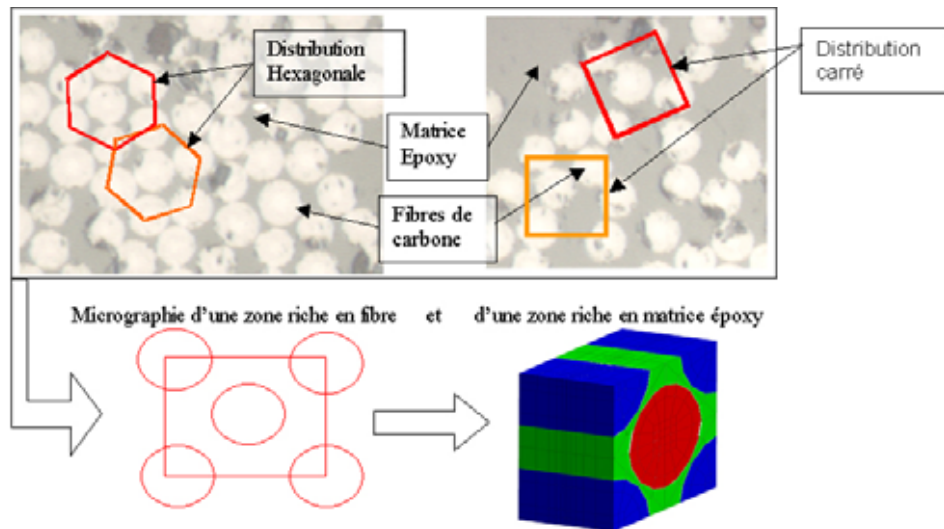 Distribution
Hexagonale
Matrice
Epoxy
Fibres de
carbone
Distribution
carré
Micrographie d'une zone riche en fibre et d'une zone riche en matrice époxy